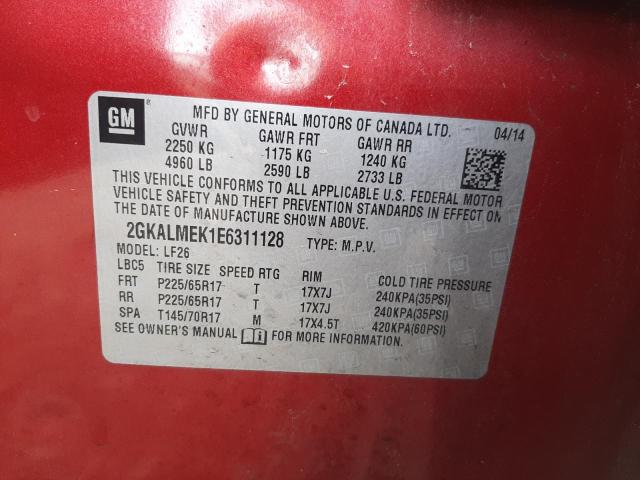 GM ® MFD BY GENERAL MOTORS OF CANADA LTD. 04/14
GVWR GAWR FRT GAWR RR
2250 KG 1175 KG 1240 KG
4960 LB 2590 LB 2733 LB
THIS VEHICLE CONFORMS TO ALL APPLICABLE U.S. FEDERAL MOTOR
VEHICLE SAFETY AND THEFT PREVENTION STANDARDS IN EFFECT ON
THE DATE OF MANUFACTURE SHOWN ABOVE.
2GKALMEK1E6311128 TYPE: M.P.V.
MODEL: LF26
LBC5 TIRE SIZE SPEED RTG RIM COLD TIRE PRESSURE
FRT P225/65R17 T 17X7J 240KPA(35PSI)
RR P225/65R17 T 17X7J 240KPA(35PSI)
SPA T145/70R17 M 17X4.5T 420KPA(60PSI)
SEE OWNER'S MANUAL i FOR MORE INFORMATION.